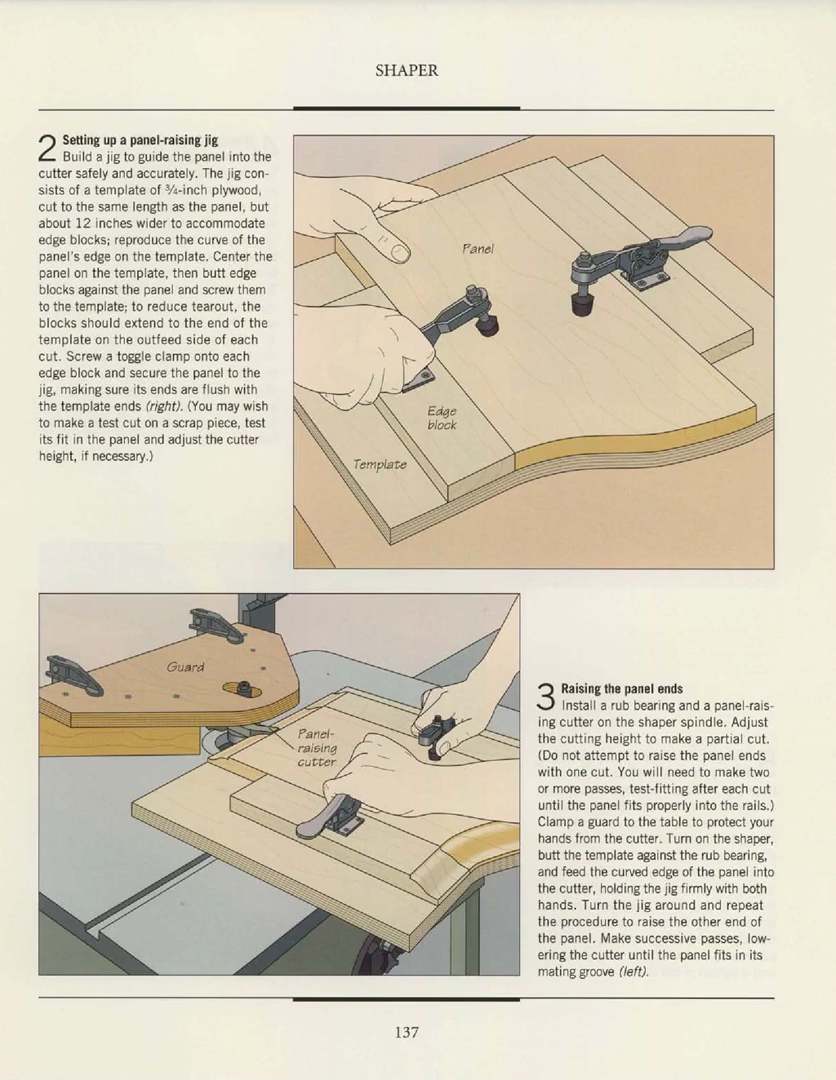 SHAPER
2 Setting up a panel-raising jig
Build a jig to guide the panel into the
cutter safely and accurately. The jig con-
sists of a template of ¾-inch plywood,
cut to the same length as the panel, but
about 12 inches wider to accommodate
edge blocks; reproduce the curve of the
panel's edge on the template. Center the
panel on the template, then butt edge
blocks against the panel and screw them
to the template; to reduce tearout, the
blocks should extend to the end of the
template on the outfeed side of each
cut. Screw a toggle clamp onto each
edge block and secure the panel to the
jig, making sure its ends are flush with
the template ends (right). (You may wish
to make a test cut on a scrap piece, test
its fit in the panel and adjust the cutter
height, if necessary.)
Panel
Edge
block
Template
Guard
Panel-
raising
cutter
3 Raising the panel ends
Install a rub bearing and a panel-rais-
ing cutter on the shaper spindle. Adjust
the cutting height to make a partial cut.
(Do not attempt to raise the panel ends
with one cut. You will need to make two
or more passes, test-fitting after each cut
until the panel fits properly into the rails.)
Clamp a guard to the table to protect your
hands from the cutter. Turn on the shaper,
butt the template against the rub bearing,
and feed the curved edge of the panel into
the cutter, holding the jig firmly with both
hands. Turn the jig around and repeat
the procedure to raise the other end of
the panel. Make successive passes, low-
ering the cutter until the panel fits in its
mating groove (left).
137